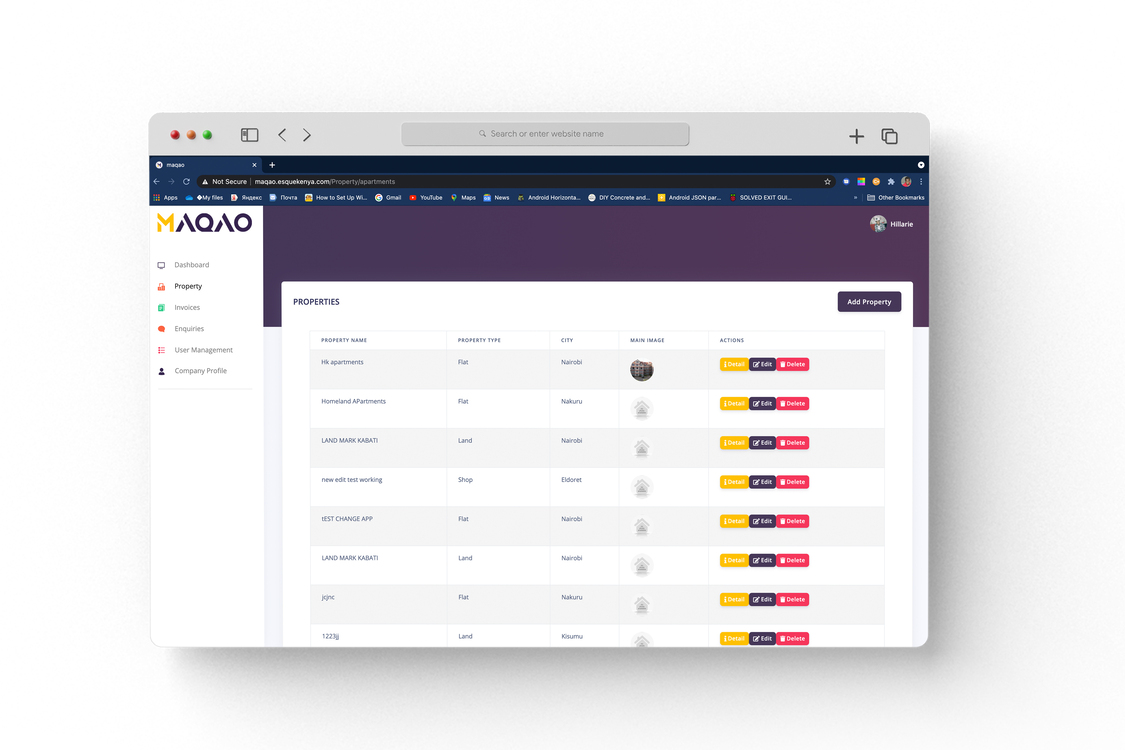 Search or enter website name
maqao
Not Secure | maqao.esquekenya.com/Property/apartments
Apps �My files Яндекс Почта How to Set Up Wi... Gmail YouTube Maps News Android Horizonta... DIY Concrete and... Android JSON par... SOLVED EXIT GUI... » Other Bookmarks
MAQAO
Hillarie
Dashboard
Property
Invoices
Enquiries
User Management
Company Profile
PROPERTIES
Add Property
PROPERTY NAME PROPERTY TYPE CITY MAIN IMAGE ACTIONS
Hk apartments Flat Nairobi Detail Edit Delete
Homeland APartments Flat Nakuru Detail Edit Delete
LAND MARK KABATI Land Nairobi Detail Edit Delete
new edit test working Shop Eldoret Detail Edit Delete
tEST CHANGE APP Flat Nairobi Detail Edit Delete
LAND MARK KABATI Land Nairobi Detail Edit Delete
jcjnc Flat Nakuru Detail Edit Delete
1223jj Land Kisumu Detail Edit Delete